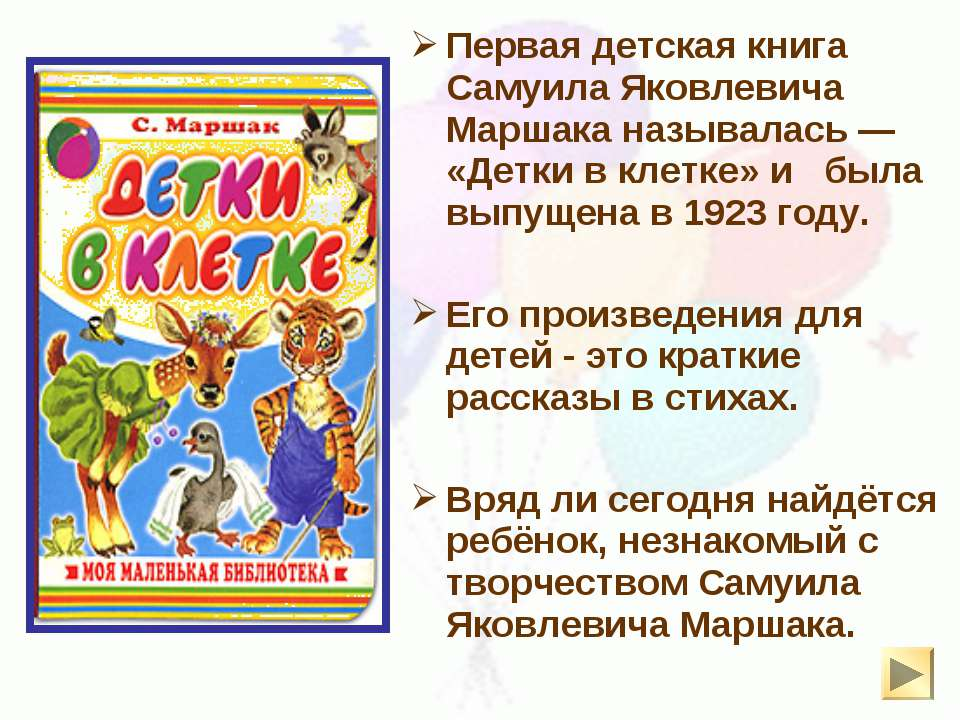 С. Маршак
ДЕТКИ
В КЛЕТКЕ
МОЯ МАЛЕНЬКАЯ БИБЛИОТЕКА
Первая детская книга
Самуила Яковлевича
Маршака называлась —
«Детки в клетке» и была
выпущена в 1923 году.
Его произведения для
детей - это краткие
рассказы в стихах.
Вряд ли сегодня найдётся
ребёнок, незнакомый с
творчеством Самуила
Яковлевича Маршака.